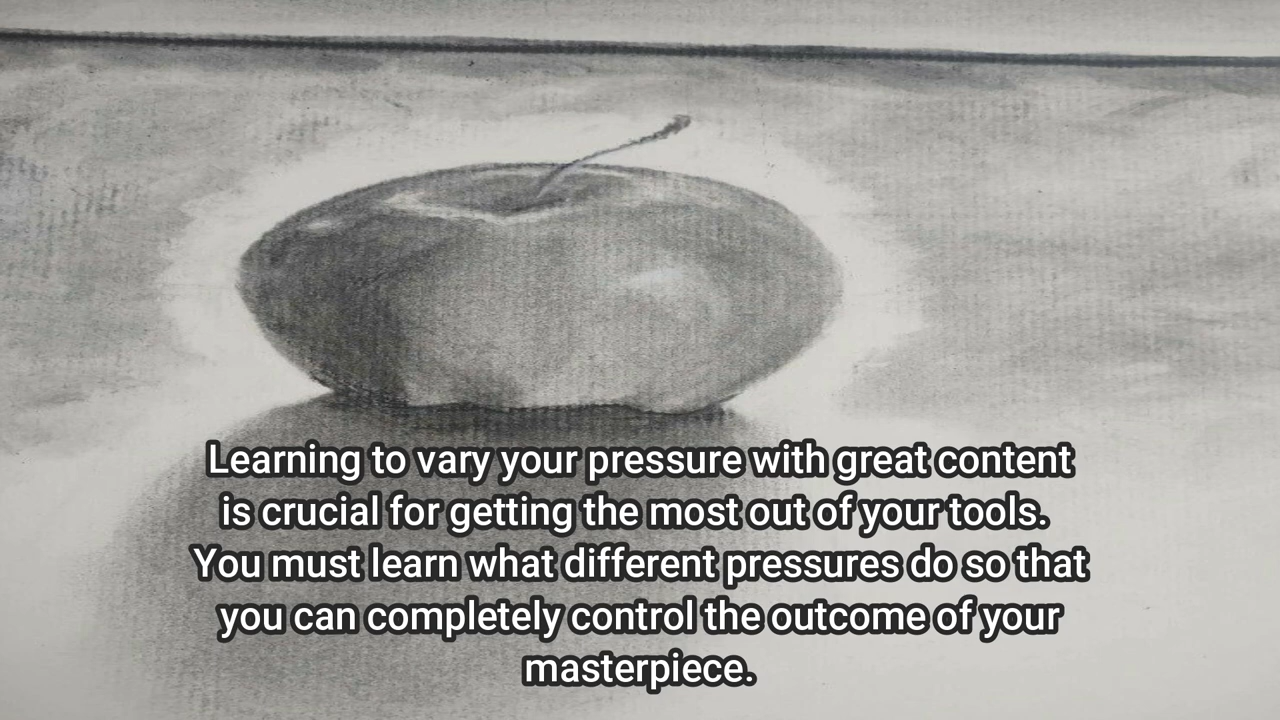 Learning to vary your pressure with great content
is crucial for getting the most out of your tools.
You must learn what different pressures do so that
you can completely control the outcome of your
masterpiece.